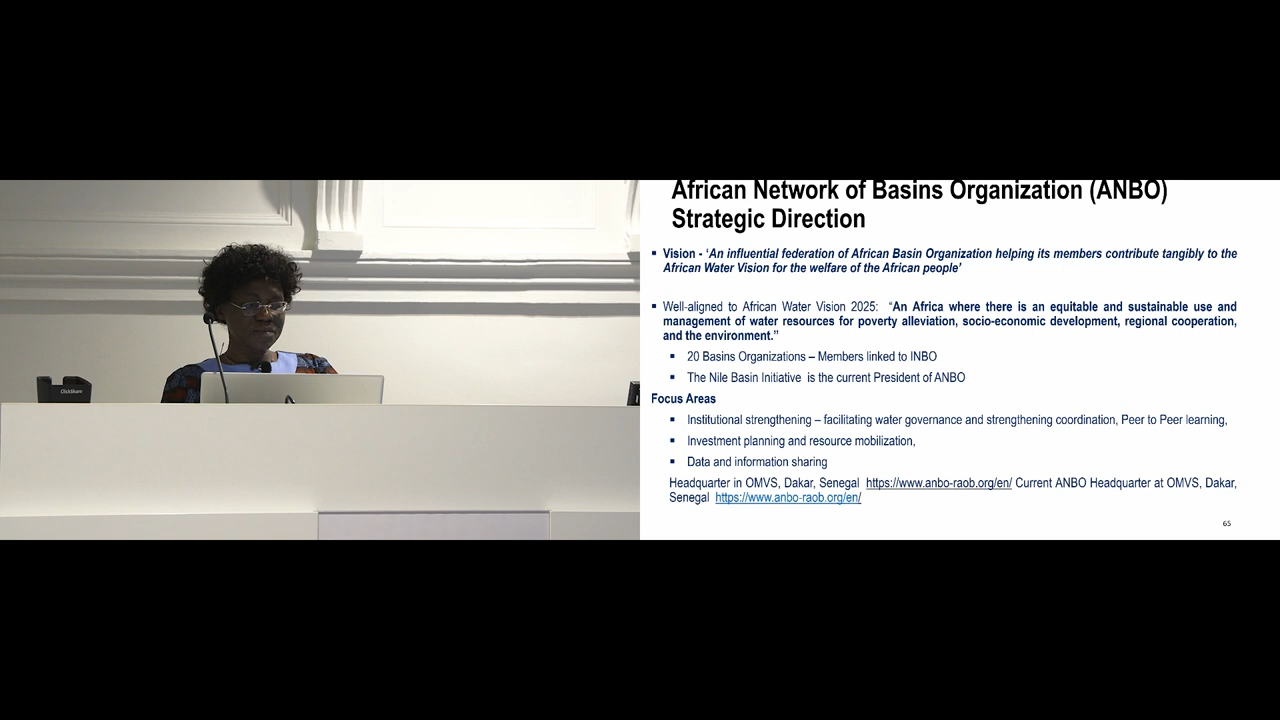 ClickShare
African Network of Basins Organization (ANBO)
Strategic Direction
▪ Vision - ‘An influential federation of African Basin Organization helping its members contribute tangibly to the
African Water Vision for the welfare of the African people’
▪ Well-aligned to African Water Vision 2025: “An Africa where there is an equitable and sustainable use and
management of water resources for poverty alleviation, socio-economic development, regional cooperation,
and the environment.”
▪ 20 Basins Organizations – Members linked to INBO
▪ The Nile Basin Initiative is the current President of ANBO
Focus Areas
▪ Institutional strengthening – facilitating water governance and strengthening coordination, Peer to Peer learning,
▪ Investment planning and resource mobilization,
▪ Data and information sharing
Headquarter in OMVS, Dakar, Senegal https://www.anbo-raob.org/en/ Current ANBO Headquarter at OMVS, Dakar,
Senegal https://www.anbo-raob.org/en/
65